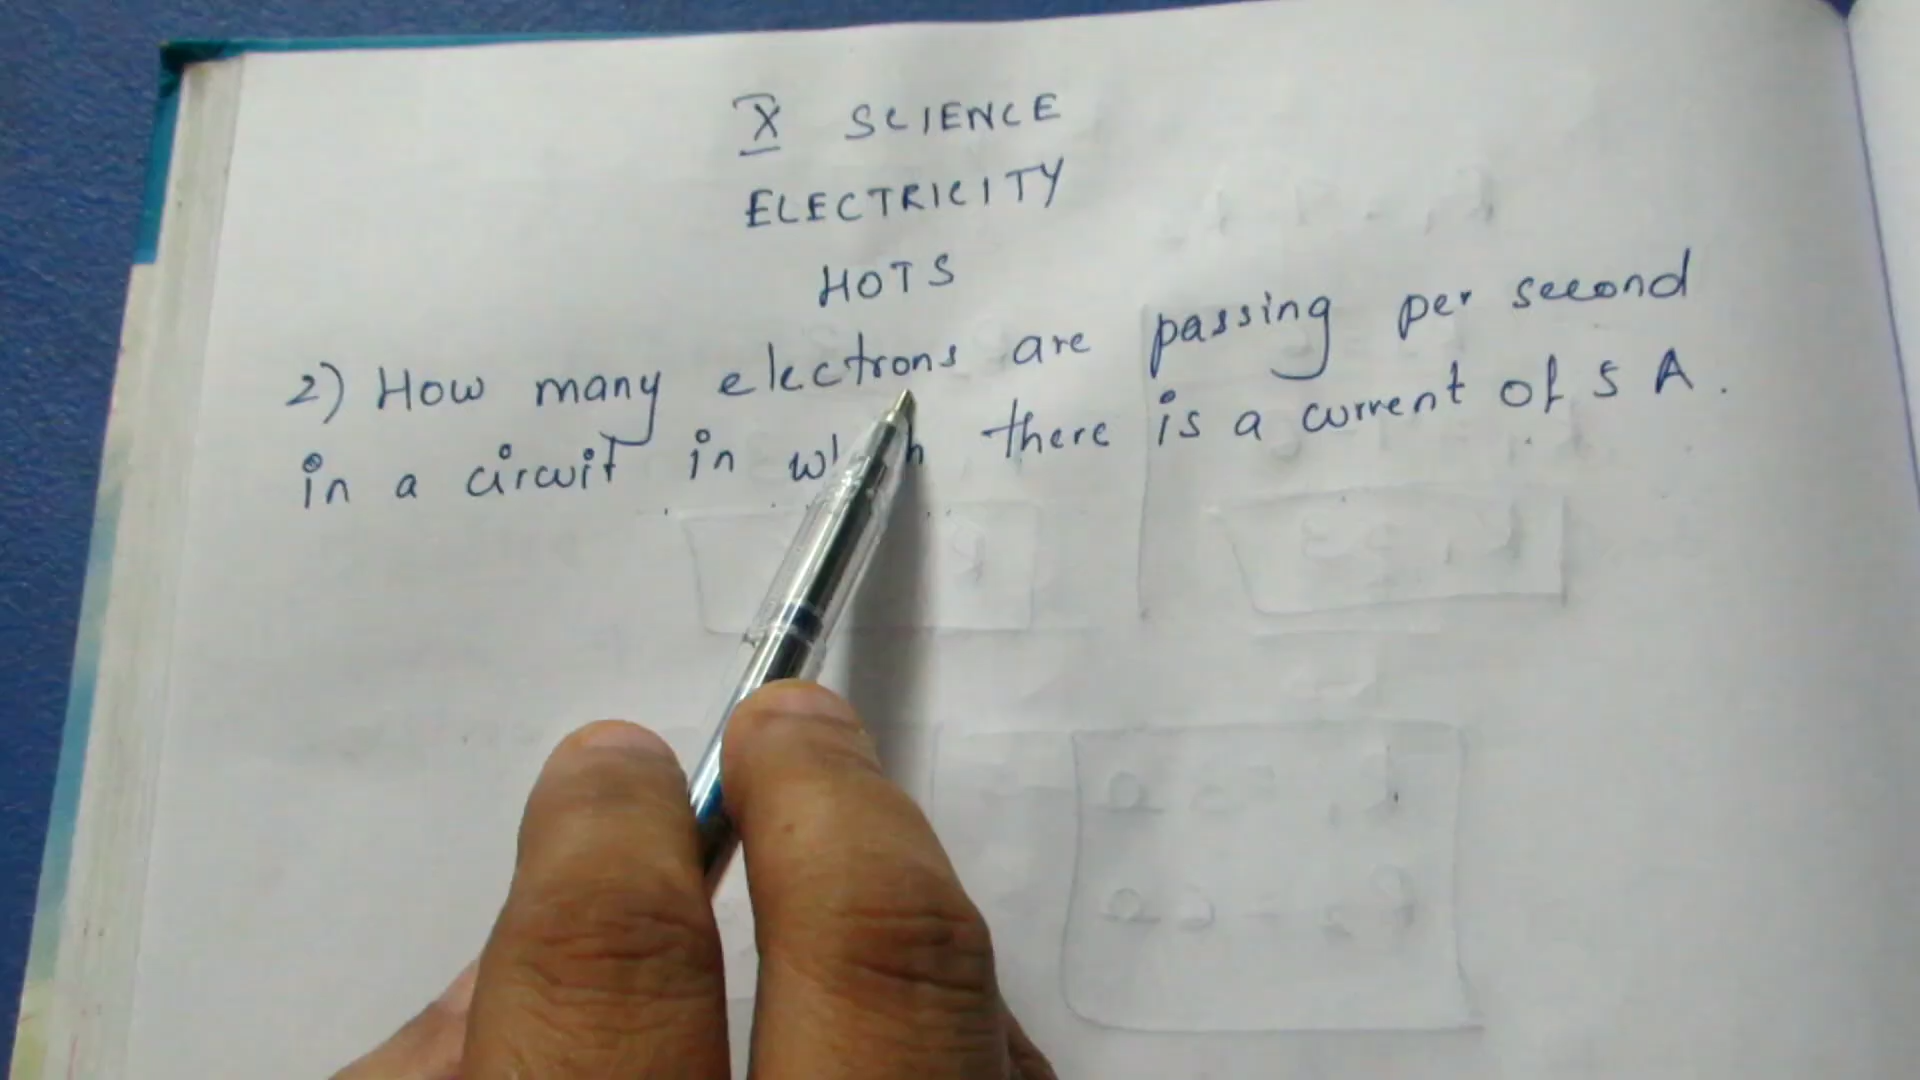 X SCIENCE
ELECTRICITY
HOTS
2) How many electrons are passing per second
in a circuit in there is a current of 5 A.